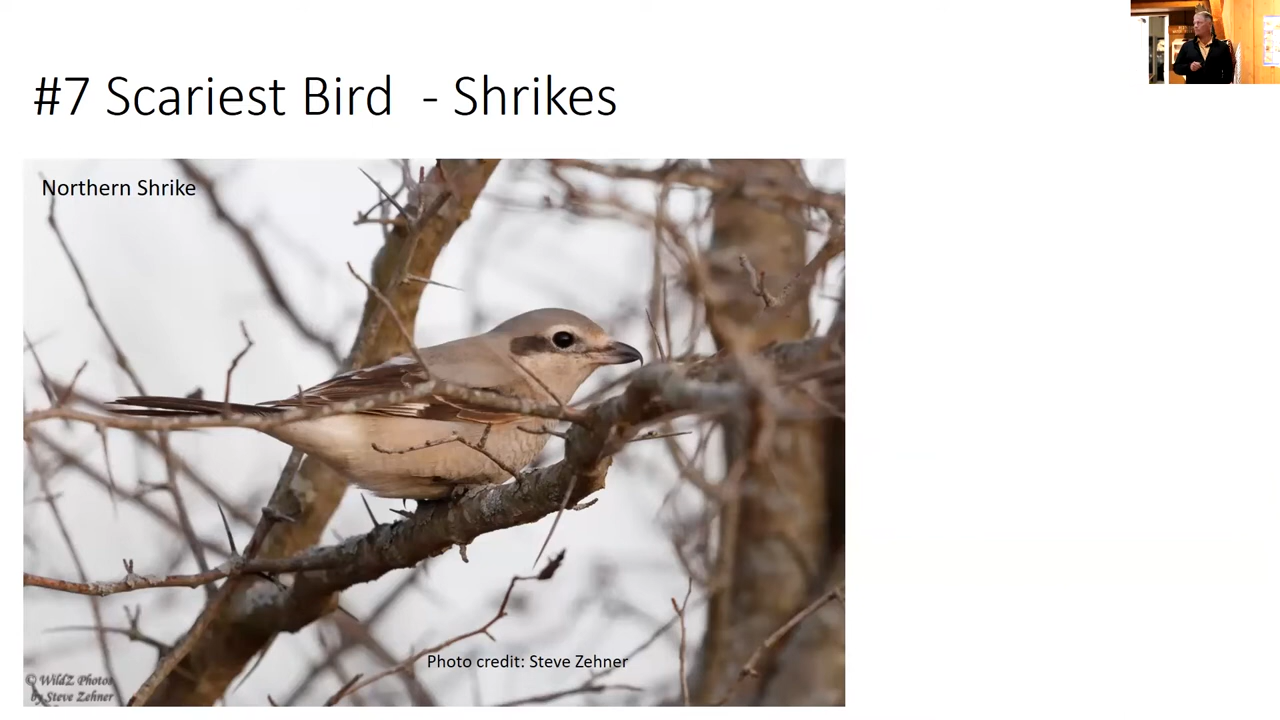 #7 Scariest Bird - Shrikes
Northern Shrike
Photo credit: Steve Zehner
© WildZ Photos
by Steve Zehner